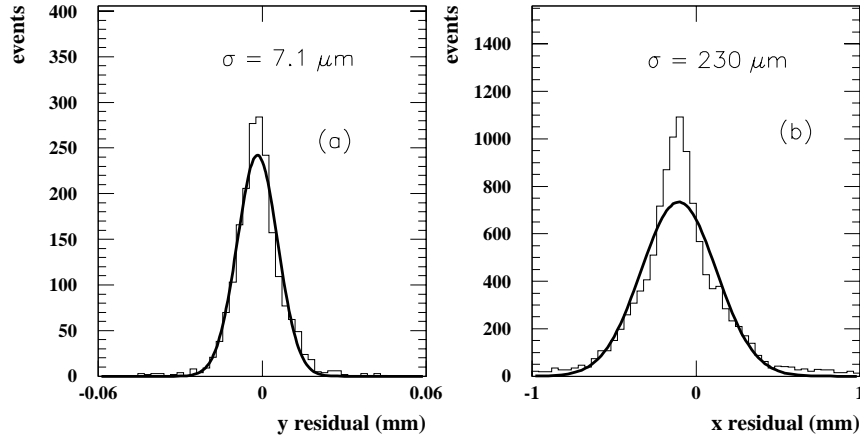 events
400
350
300
250
200
150
100
50
0
σ = 7.1 μm
(a)
-0.06
0
0.06
y residual (mm)
events
1400
1200
1000
800
600
400
200
0
σ = 230 μm
(b)
-1
0
1
x residual (mm)